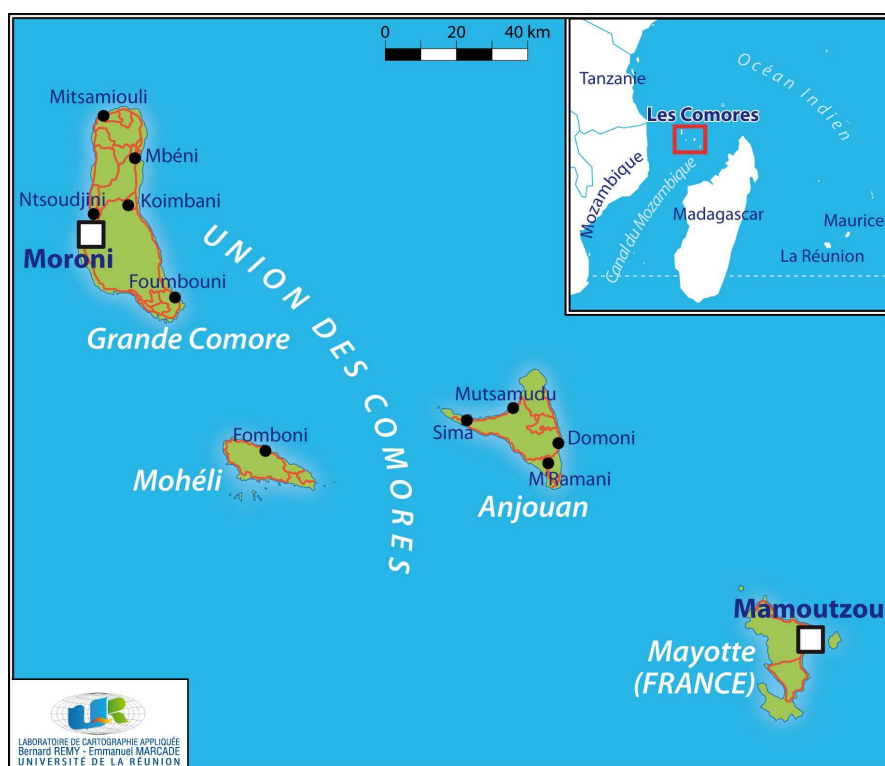 0 20 40 km
Mitsamiouli
Mbéni
Ntsoudjini
Koimbani
Moroni
Foumbouni
Grande Comore
UNION DES COMORES
Mutsamudu
Sima
Domoni
M'Ramani
Anjouan
Fomboni
Mohéli
Mamoutzou
Mayotte
(FRANCE)
Tanzanie
Océan Indien
Les Comores
Mozambique
Canal du Mozambique
Madagascar
Maurice
La Réunion
UR
LABORATOIRE DE CARTOGRAPHIE APPLIQUÉE
Bernard REMY - Emmanuel MARCADE
UNIVERSITÉ DE LA RÉUNION